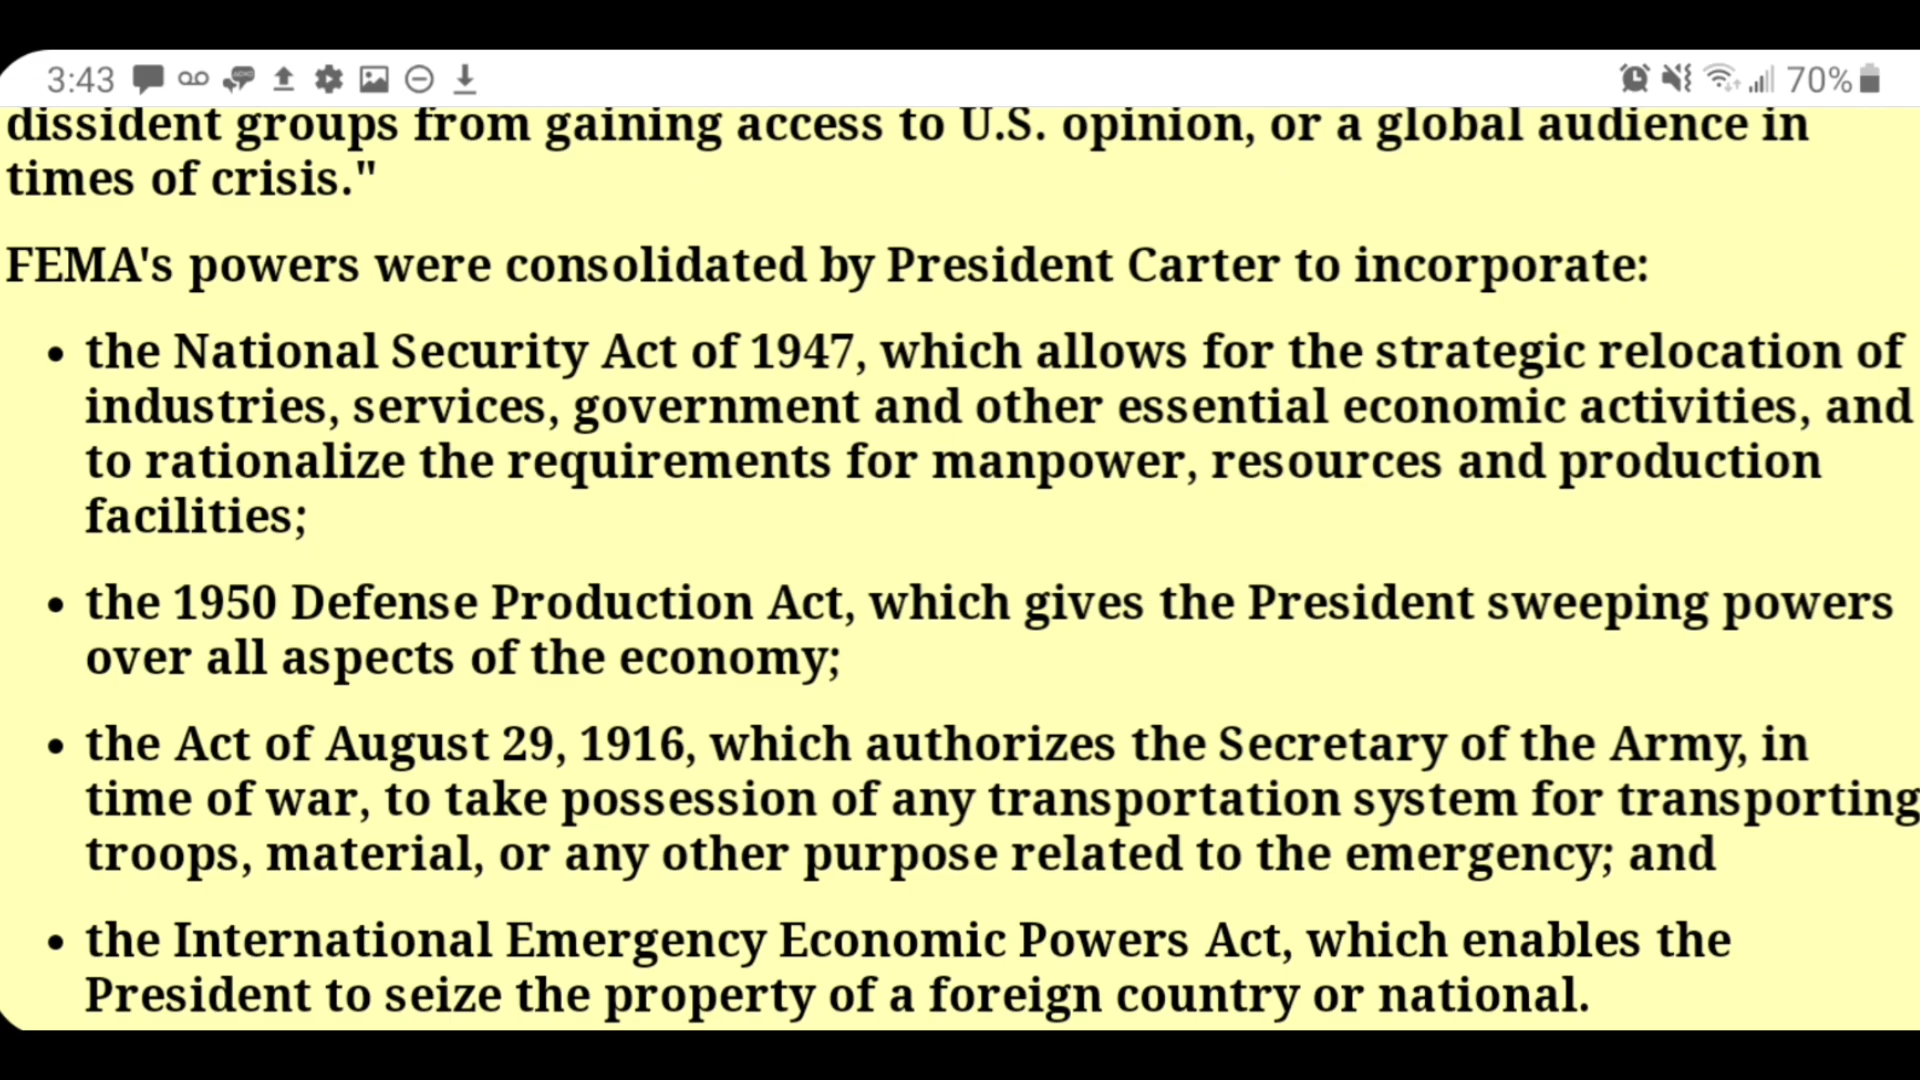 3:43 70%
dissident groups from gaining access to U.S. opinion, or a global audience in
times of crisis."
FEMA's powers were consolidated by President Carter to incorporate:
• the National Security Act of 1947, which allows for the strategic relocation of
industries, services, government and other essential economic activities, and
to rationalize the requirements for manpower, resources and production
facilities;
• the 1950 Defense Production Act, which gives the President sweeping powers
over all aspects of the economy;
• the Act of August 29, 1916, which authorizes the Secretary of the Army, in
time of war, to take possession of any transportation system for transporting
troops, material, or any other purpose related to the emergency; and
• the International Emergency Economic Powers Act, which enables the
President to seize the property of a foreign country or national.